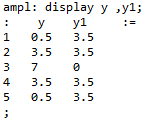 ampl: display y ,y1;
:    y    y1    :=
1   0.5   3.5
2   3.5   3.5
3   7     0
4   3.5   3.5
5   0.5   3.5
;